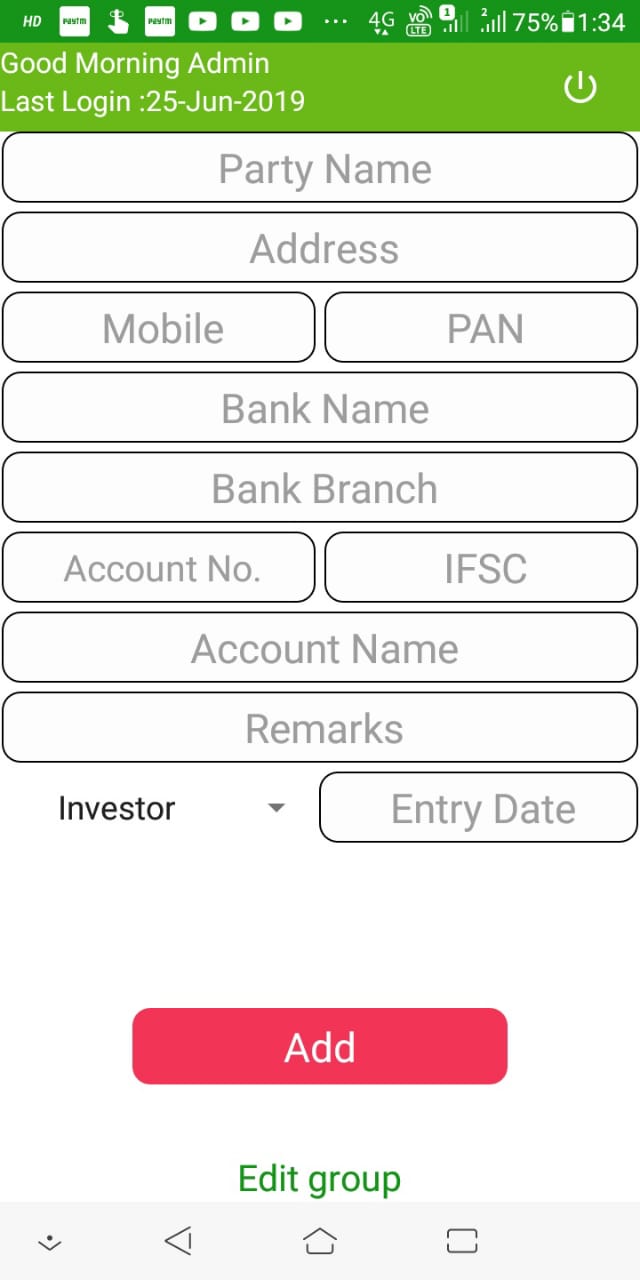 HD Paytm Paytm ... 4G VO LTE 1 2 75% 1:34
Good Morning Admin
Last Login :25-Jun-2019
Party Name
Address
Mobile PAN
Bank Name
Bank Branch
Account No. IFSC
Account Name
Remarks
Investor Entry Date
Add
Edit group